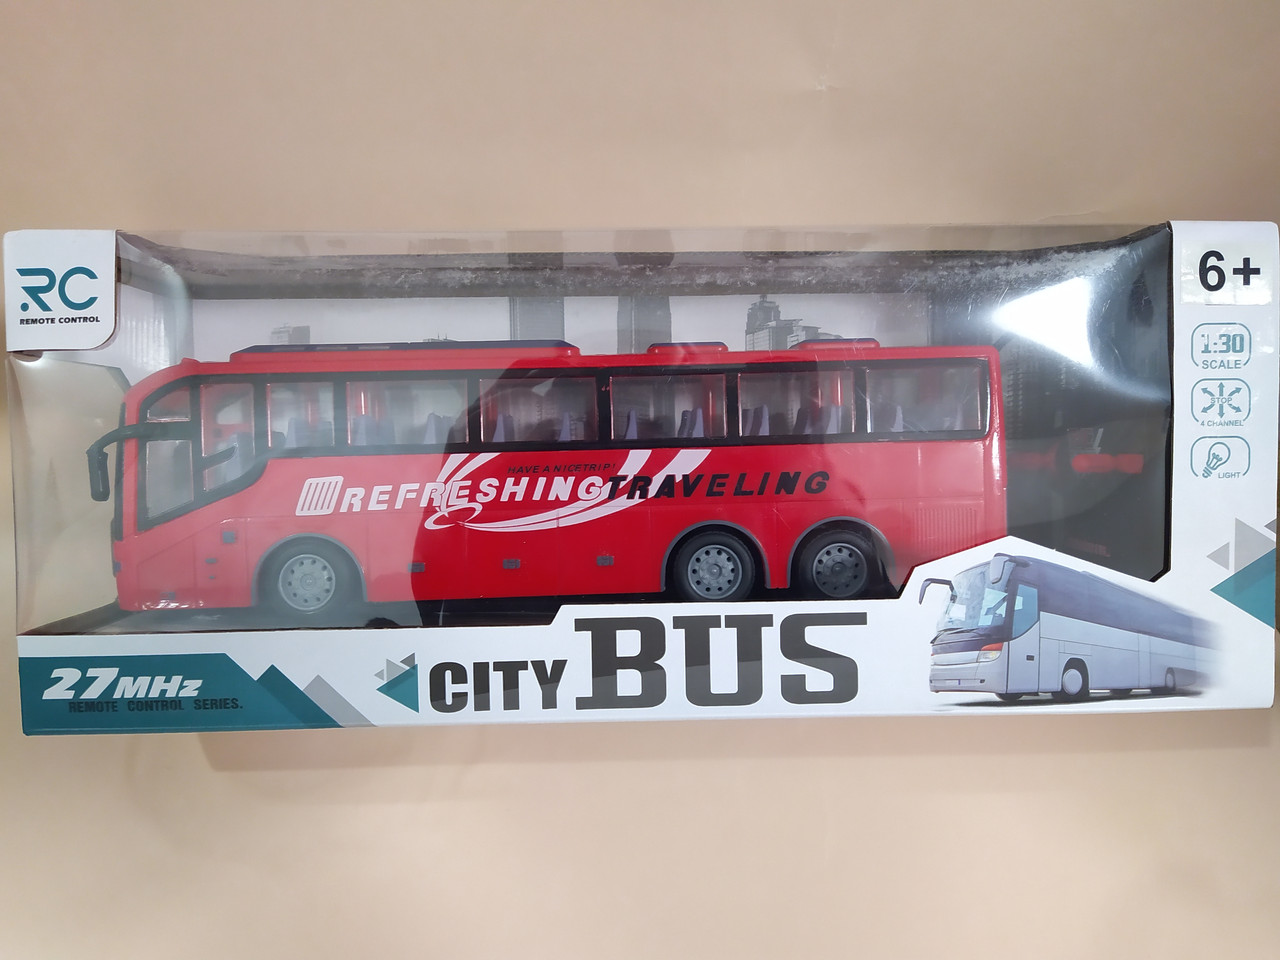 RC
REMOTE CONTROL
6+
1:30
SCALE
STOP
4 CHANNEL
LIGHT
HAVE A NICE TRIP!
REFRESHING TRAVELING
27MHz
REMOTE CONTROL SERIES.
CITY BUS